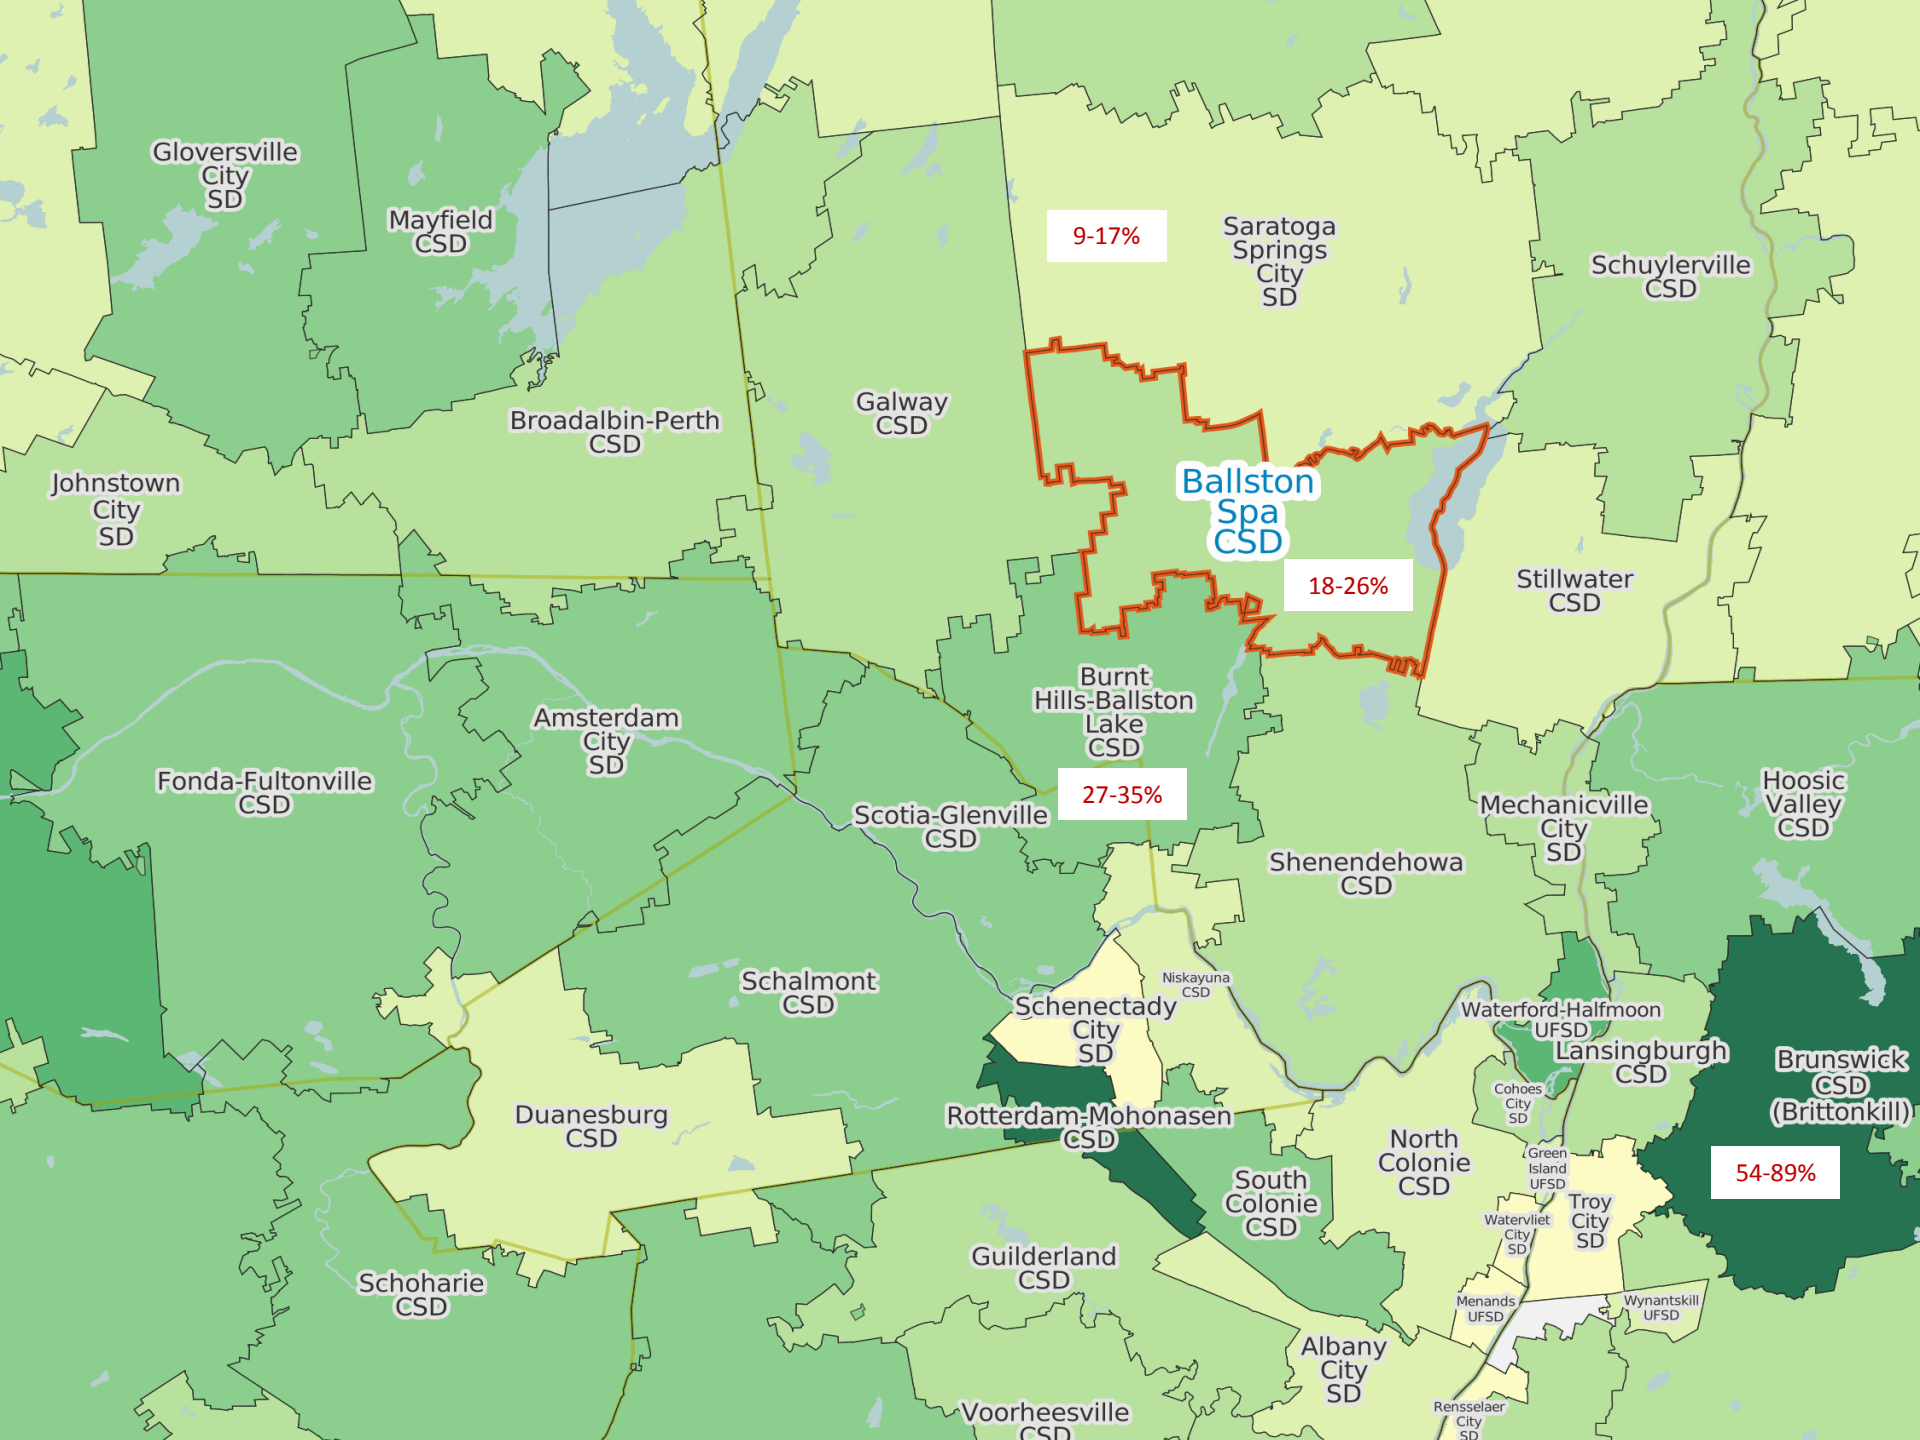 Gloversville
City
SD
Mayfield
CSD
9-17%
Saratoga
Springs
City
SD
Schuylerville
CSD
Broadalbin-Perth
CSD
Galway
CSD
Johnstown
City
SD
Ballston
Spa
CSD
18-26%
Stillwater
CSD
Burnt
Hills-Ballston
Lake
CSD
27-35%
Amsterdam
City
SD
Fonda-Fultonville
CSD
Scotia-Glenville
CSD
Shenendehowa
CSD
Mechanicville
City
SD
Hoosic
Valley
CSD
Schalmont
CSD
Schenectady
City
SD
Niskayuna
CSD
Waterford-Halfmoon
UFSD
Lansingburgh
CSD
Brunswick
CSD
(Brittonkill)
Duanesburg
CSD
Rotterdam-Mohonasen
CSD
Cohoes
City
SD
North
Colonie
CSD
Green
Island
UFSD
54-89%
South
Colonie
CSD
Watervliet
City
SD
Troy
City
SD
Schoharie
CSD
Guilderland
CSD
Menands
UFSD
Wynantskill
UFSD
Albany
City
SD
Voorheesville
CSD
Rensselaer
City
SD